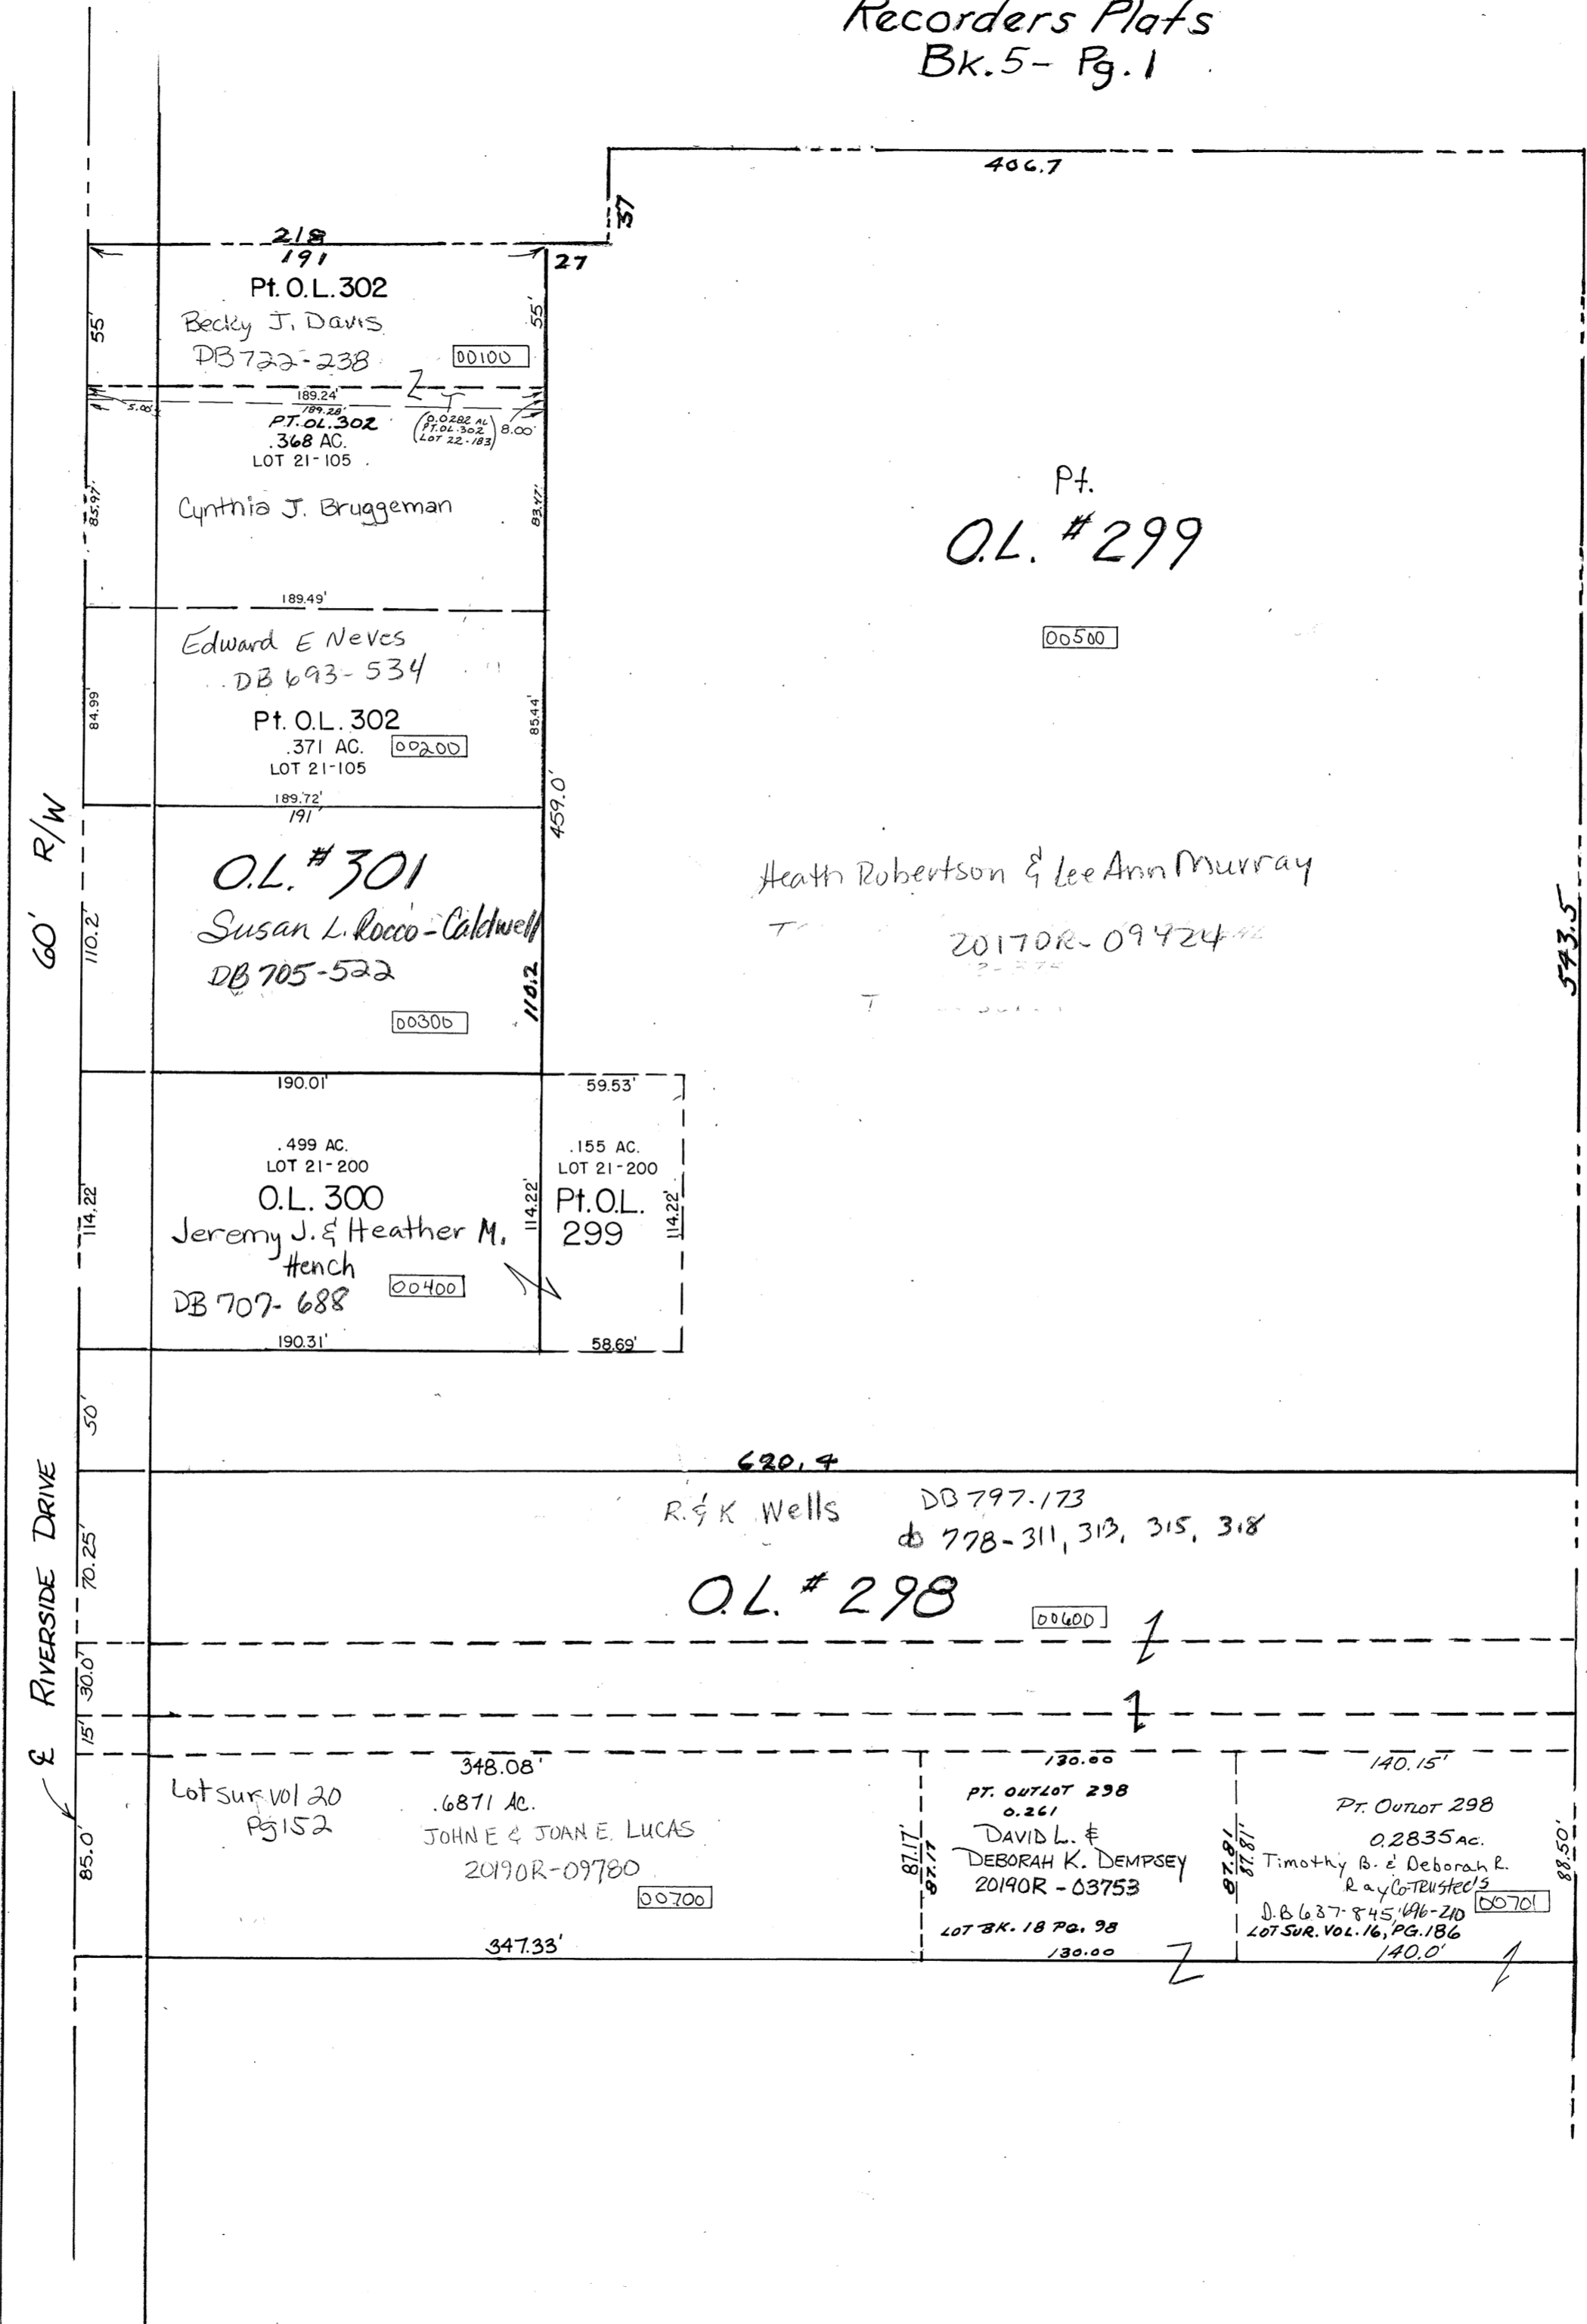 Recorders Plats
Bk. 5 - Pg. 1
406.7
37
218
191
27
Pt. O.L. 302
Becky J. Davis
DB 722-238
00100
55'
55'
189.24'
189.28'
5.00'
8.00'
PT. OL. 302
.368 AC.
LOT 21-105
(PT. OL. 302
LOT 22-183)
Cynthia J. Bruggeman
85.97'
83.47'
189.49'
Edward E Neves
DB 693-534
Pt. O.L. 302
.371 AC.
00200
LOT 21-105
84.99'
85.44'
189.72'
191'
459.0'
Pt.
O.L. # 299
00500
Heath Robertson & Lee Ann Murray
20170R-09424
543.5
60' R/W
O.L. # 301
Susan L. Rocco-Caldwell
DB 705-522
00300
110.2'
110.2
190.01'
59.53'
.499 AC.
LOT 21-200
O.L. 300
Jeremy J. & Heather M.
Hench
DB 707-688
00400
114.22'
114.22'
.155 AC.
LOT 21-200
Pt. O.L.
299
114.22'
190.31'
58.69'
50'
620.4
R. & K Wells
DB 797-173
db 778-311, 313, 315, 318
O.L. # 298
00600
70.25'
30.0'
15'
85.0'
℄ RIVERSIDE DRIVE
348.08'
Lot Sur vol 20
Pg 152
.6871 AC.
JOHN E & JOAN E. LUCAS
20190R-09780
00700
347.33'
130.00
PT. OUTLOT 298
0.261
DAVID L. &
DEBORAH K. DEMPSEY
20190R-03753
LOT BK. 18 PG. 98
130.00
87.17'
87.17
87.81
87.81'
140.15'
PT. OUTLOT 298
0.2835 AC.
Timothy B. & Deborah R.
Ray Co-Trustee's
00701
D.B 637-845, 696-210
LOT SUR. VOL. 16, PG. 186
140.0'
88.50'